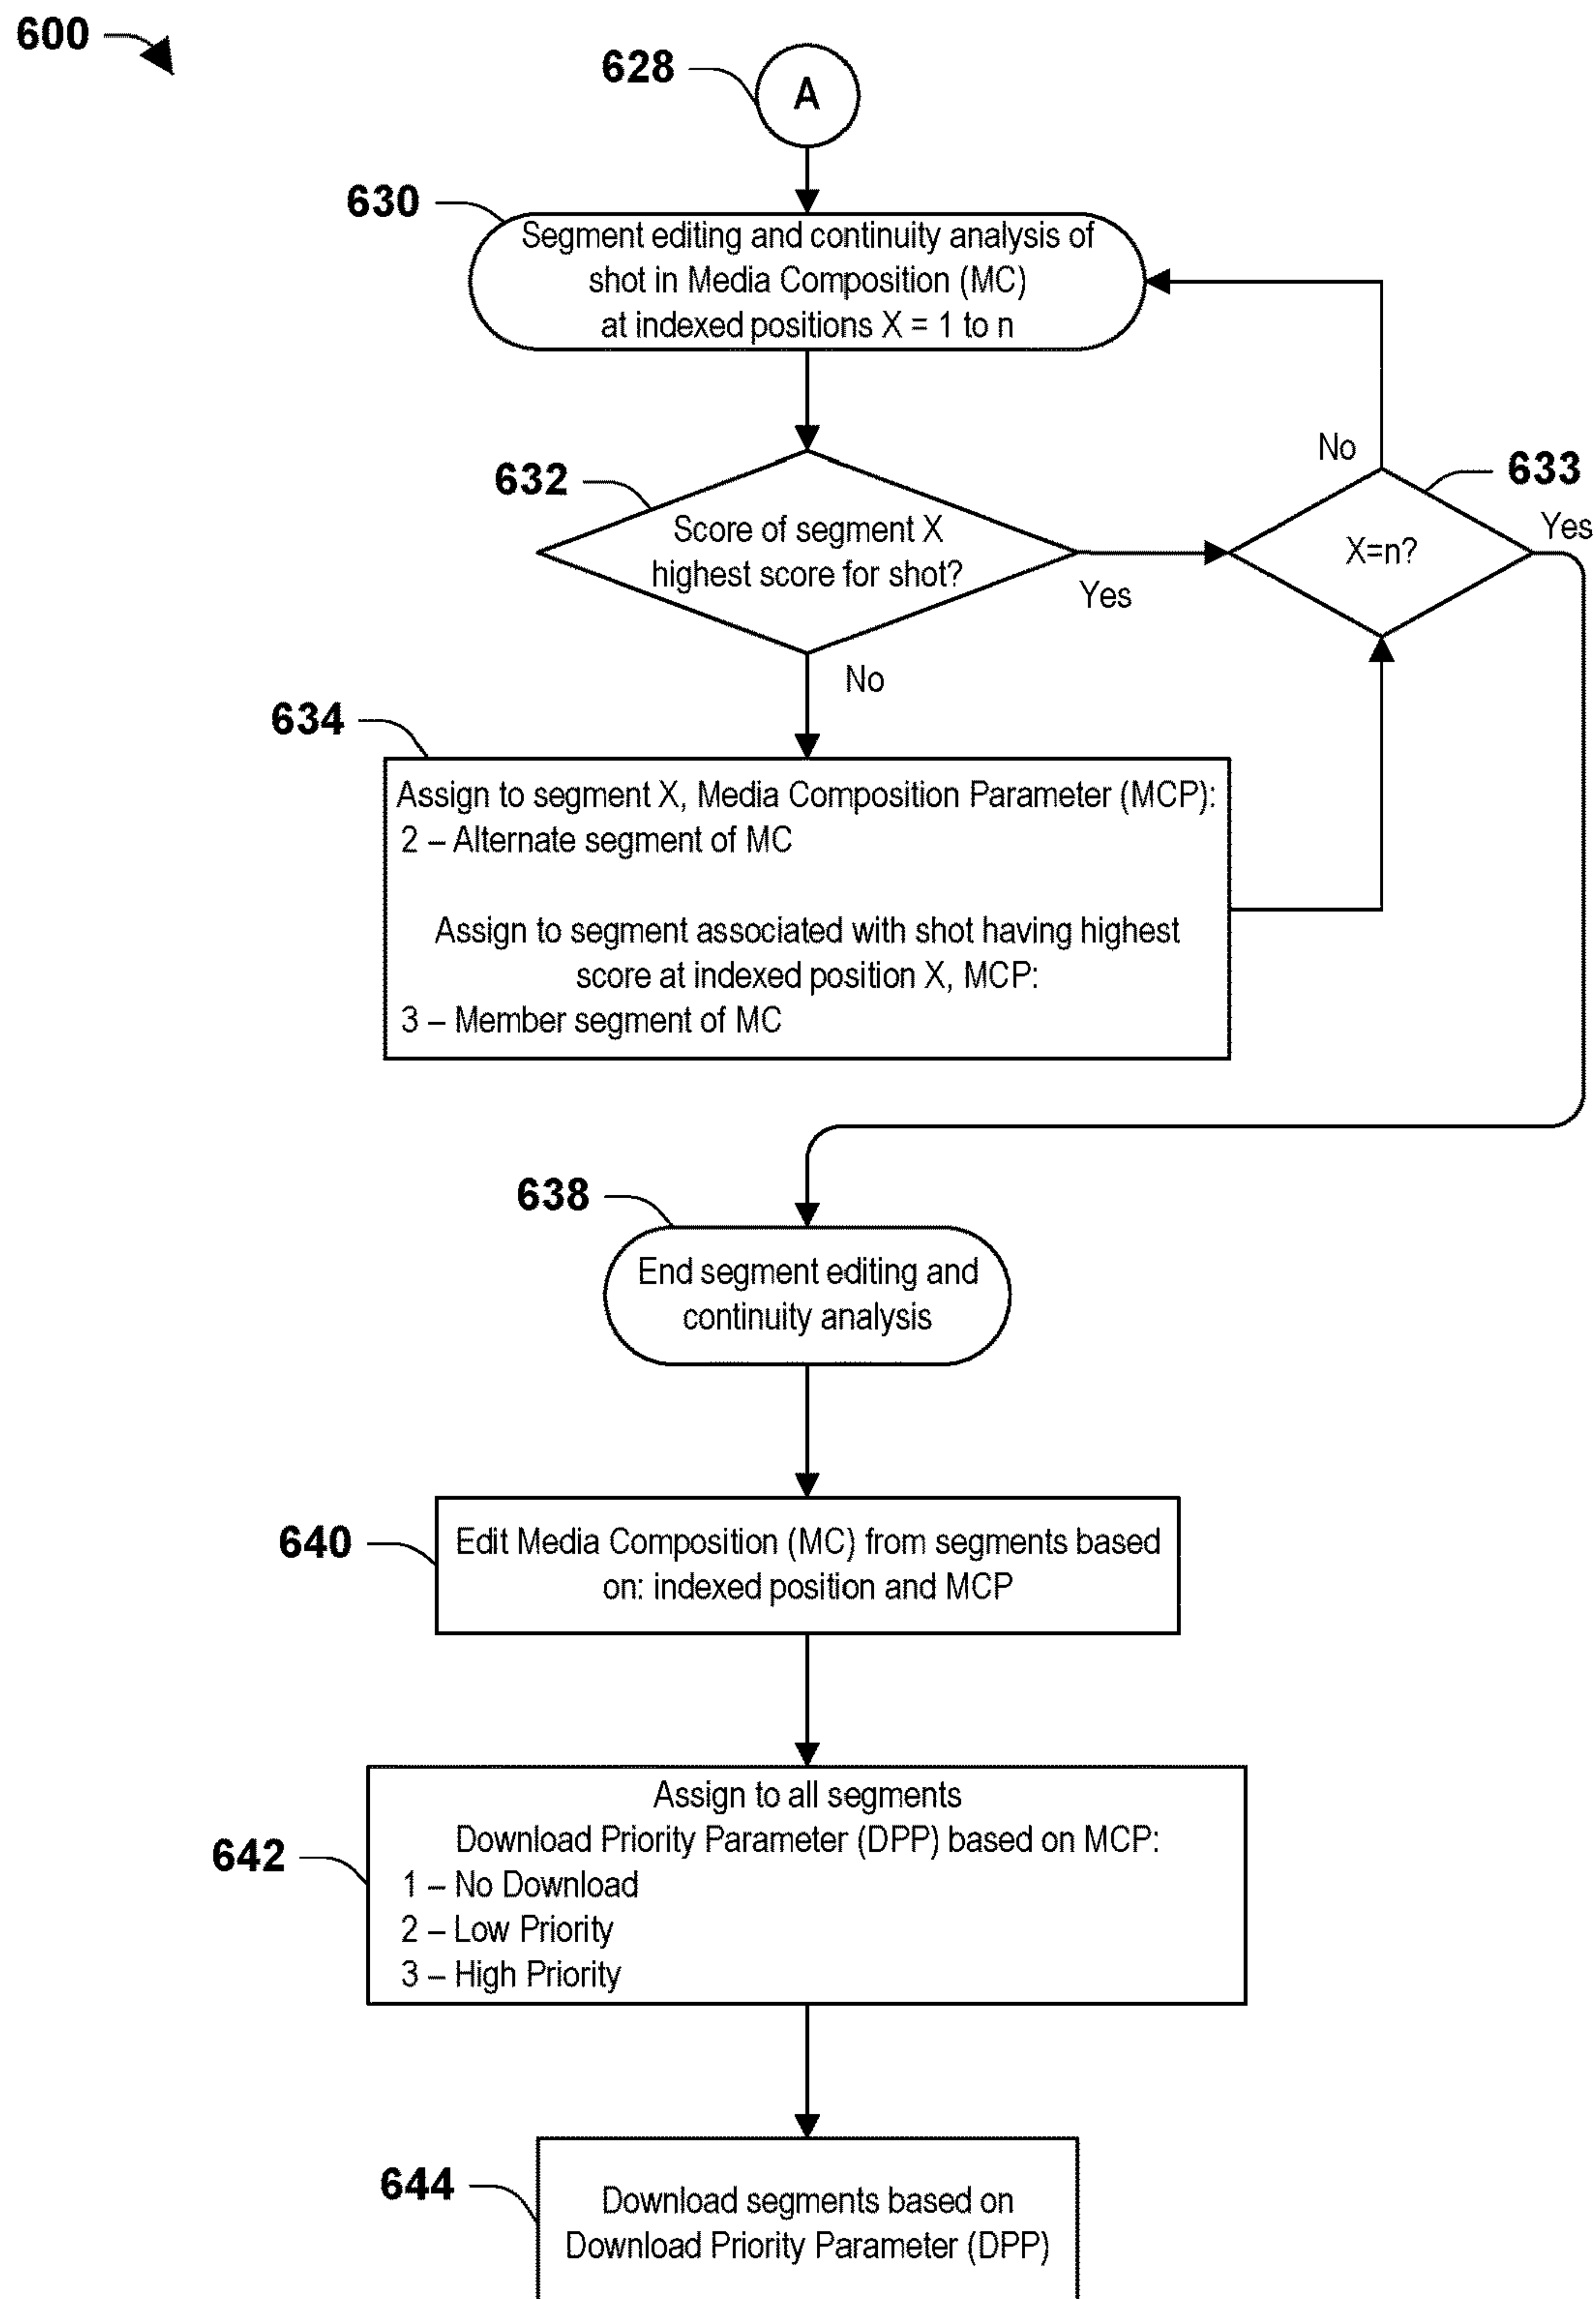 600
628
A
630
Segment editing and continuity analysis of
shot in Media Composition (MC)
at indexed positions X = 1 to n
No
632
633
Yes
Score of segment X
highest score for shot?
X=n?
Yes
No
634
Assign to segment X, Media Composition Parameter (MCP):
2 – Alternate segment of MC
Assign to segment associated with shot having highest
score at indexed position X, MCP:
3 – Member segment of MC
638
End segment editing and
continuity analysis
640
Edit Media Composition (MC) from segments based
on: indexed position and MCP
642
Assign to all segments
Download Priority Parameter (DPP) based on MCP:
1 – No Download
2 – Low Priority
3 – High Priority
644
Download segments based on
Download Priority Parameter (DPP)